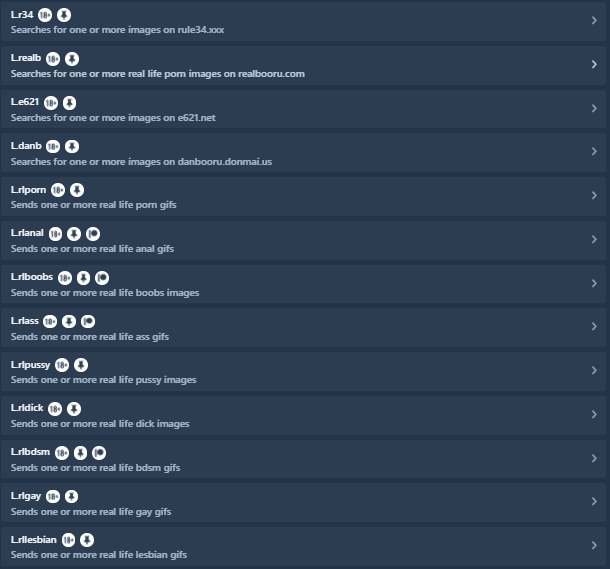 L.r34 18+
Searches for one or more images on rule34.xxx
L.realb 18+
Searches for one or more real life porn images on realbooru.com
L.e621 18+
Searches for one or more images on e621.net
L.danb 18+
Searches for one or more images on danbooru.donmai.us
L.rlporn 18+
Sends one or more real life porn gifs
L.rlanal 18+
Sends one or more real life anal gifs
L.rlboobs 18+
Sends one or more real life boobs images
L.rlass 18+
Sends one or more real life ass gifs
L.rlpussy 18+
Sends one or more real life pussy images
L.rldick 18+
Sends one or more real life dick images
L.rlbdsm 18+
Sends one or more real life bdsm gifs
L.rlgay 18+
Sends one or more real life gay gifs
L.rllesbian 18+
Sends one or more real life lesbian gifs